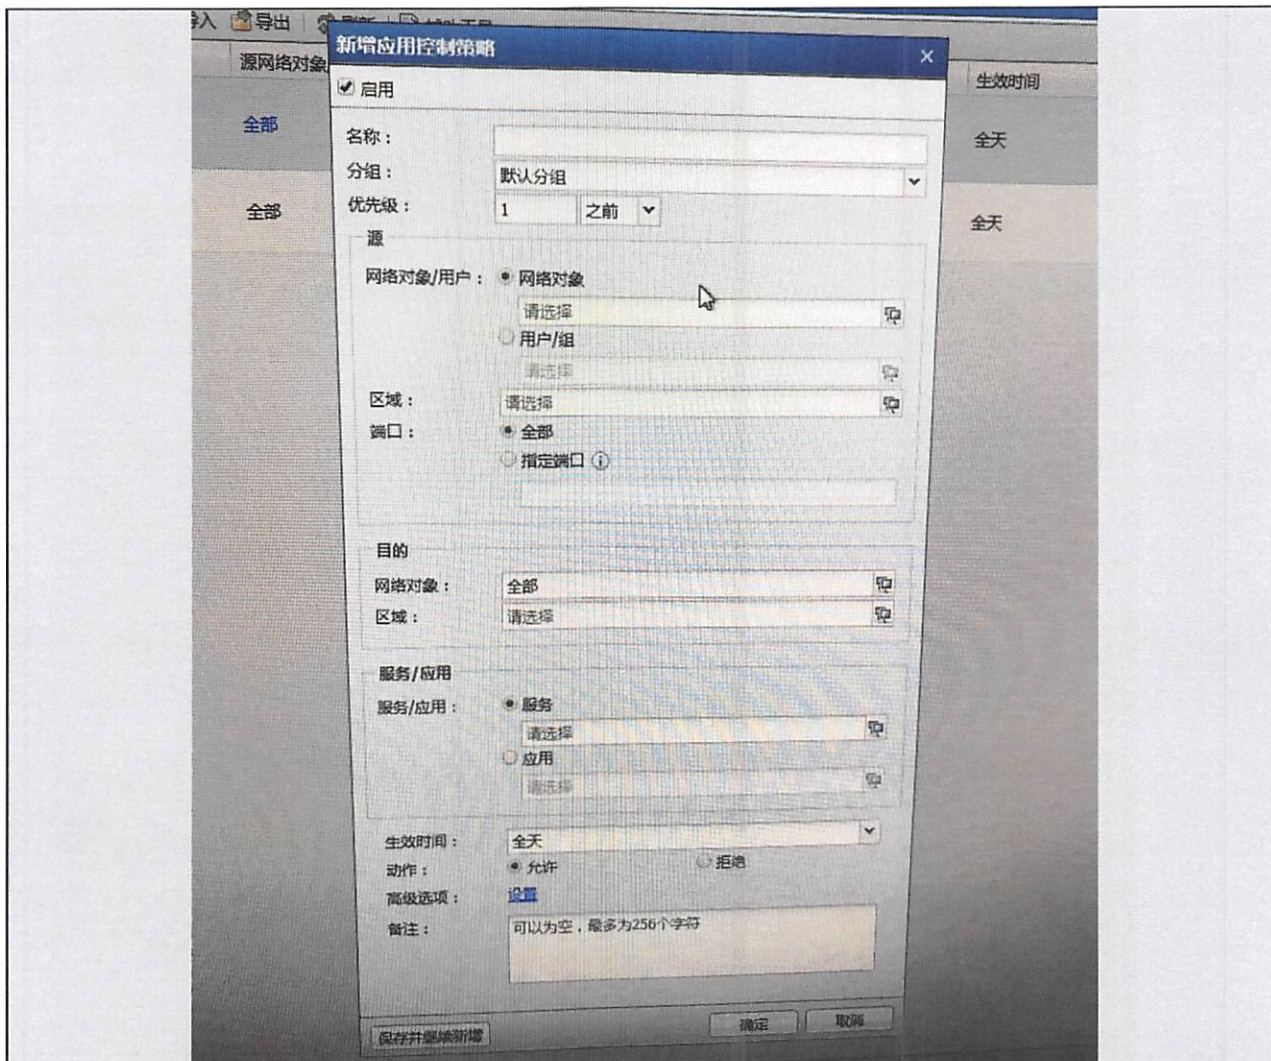 导入 导出 刷新 辅助工具
源网络对象
生效时间
全部
全天
全部
全天
新增应用控制策略
启用
名称：
分组： 默认分组
优先级： 1 之前
源
网络对象/用户： 网络对象
请选择
用户/组
请选择
区域： 请选择
端口： 全部
指定端口
目的
网络对象： 全部
区域： 请选择
服务/应用
服务/应用： 服务
请选择
应用
请选择
生效时间： 全天
动作： 允许 拒绝
高级选项： 设置
备注： 可以为空，最多为256个字符
保存并继续新增 确定 取消